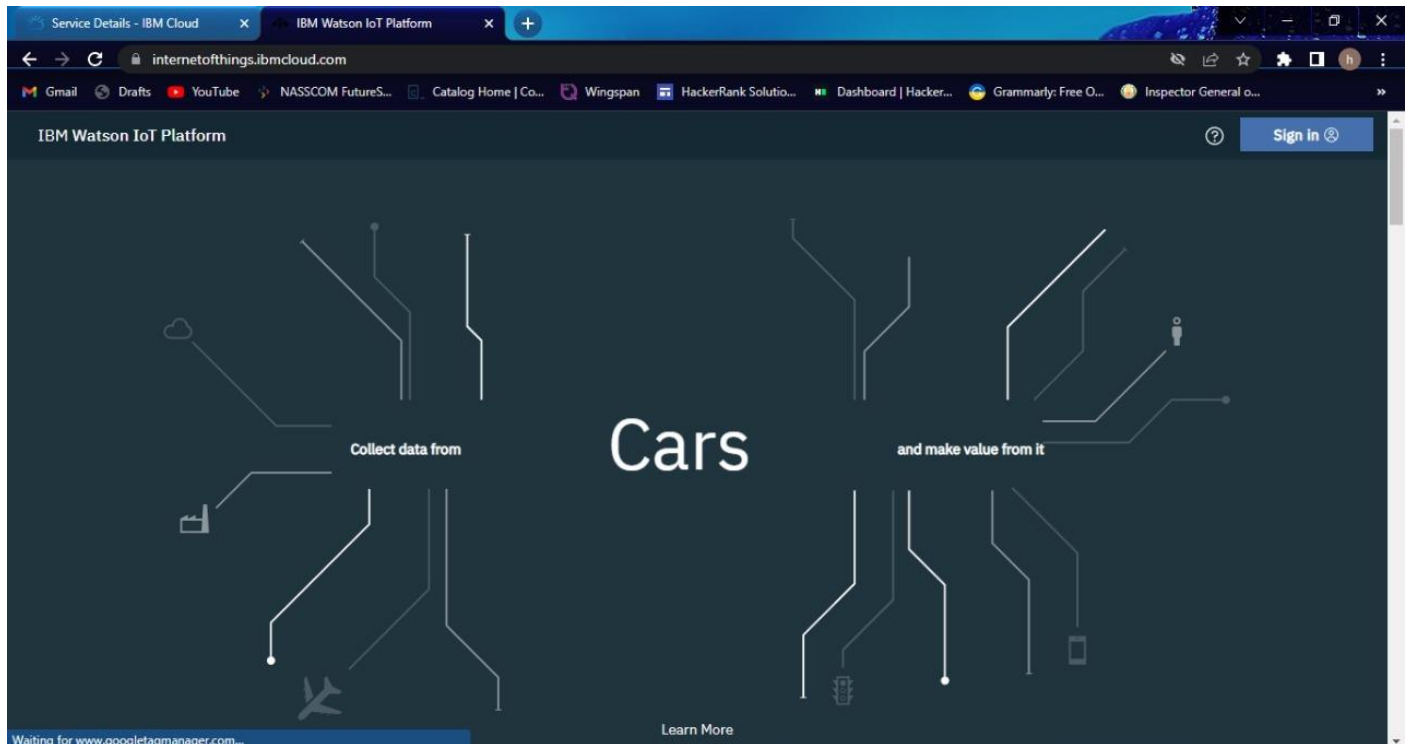 Service Details - IBM Cloud
IBM Watson IoT Platform
internetofthings.ibmcloud.com
h
Gmail Drafts YouTube NASSCOM FutureS... Catalog Home | Co... Wingspan HackerRank Solutio... Dashboard | Hacker... Grammarly: Free O... Inspector General o... »
IBM Watson IoT Platform
Sign in
Collect data from Cars and make value from it
Learn More
Waiting for www.googletagmanager.com...